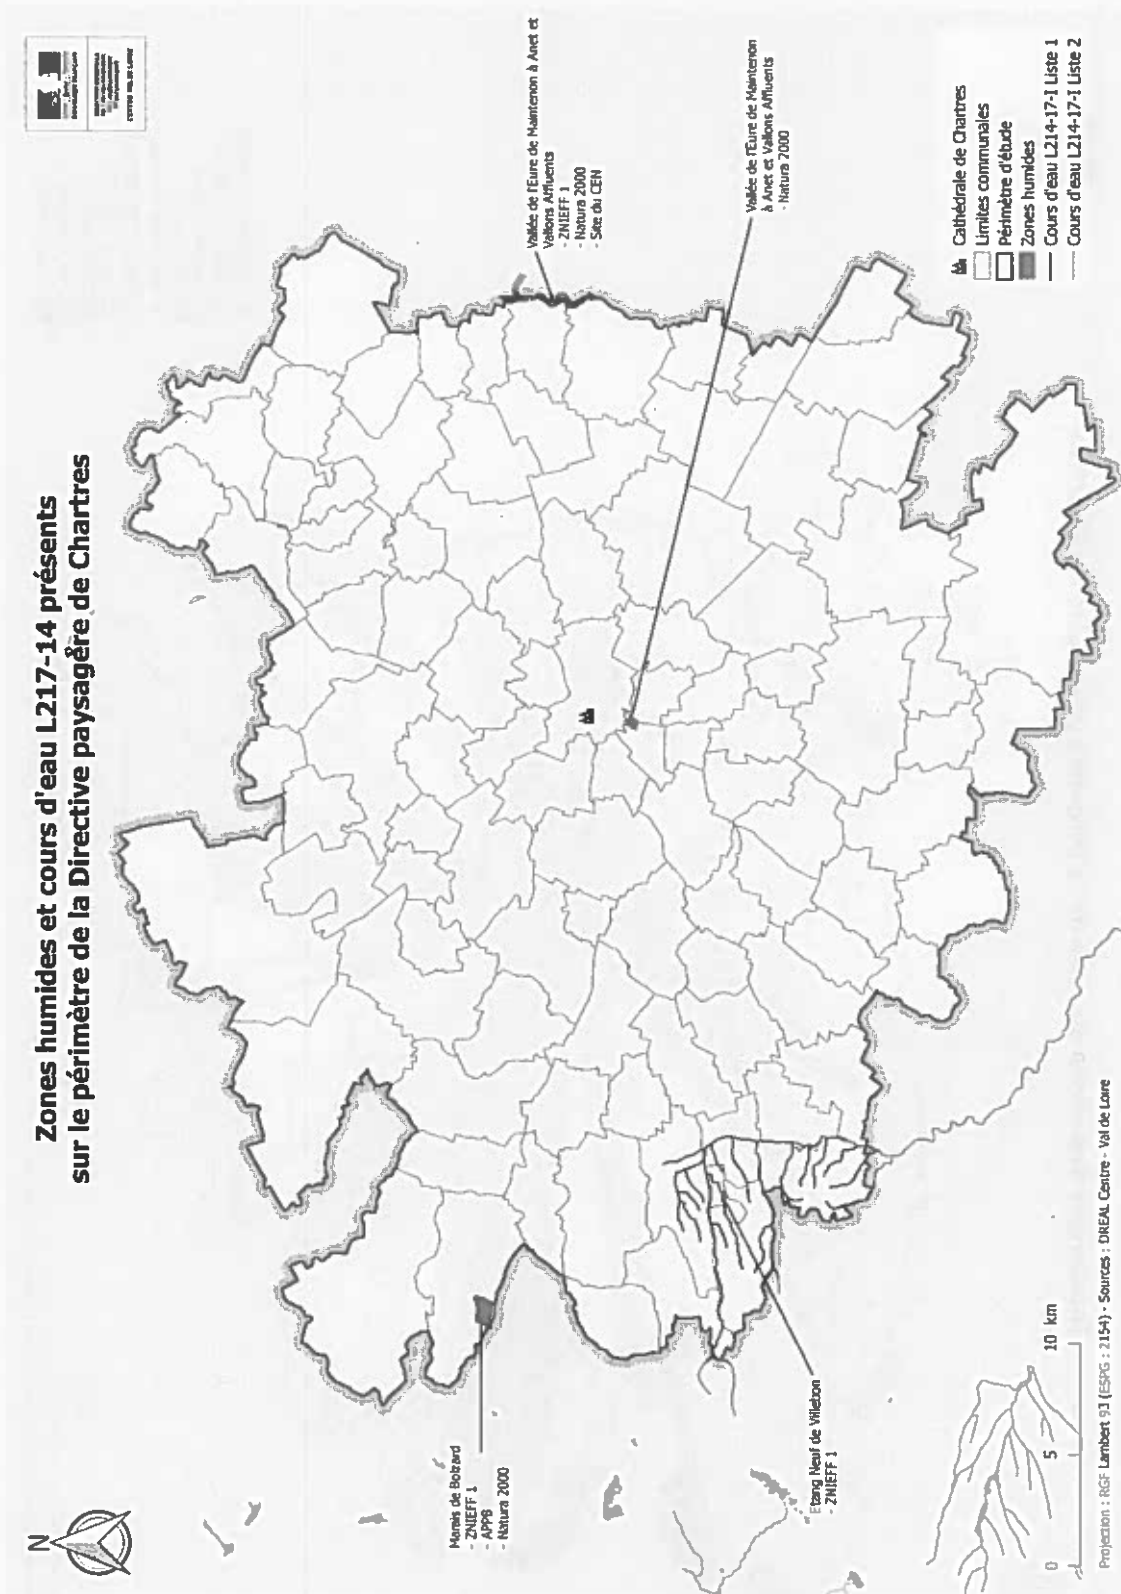 Zones humides et cours d'eau L217-14 présents
sur le périmètre de la Directive paysagère de Chartres
N
Vallée de l'Eure de Maintenon à Anet et
Vallons Affluents
- ZNIEFF 1
- Natura 2000
- Site du CEN
Vallée de l'Eure de Maintenon
à Anet et Vallons Affluents
- Natura 2000
Marais de Boizard
- ZNIEFF 1
- APPB
- Natura 2000
Etang Neuf de Villebon
- ZNIEFF 1
Cathédrale de Chartres
Limites communales
Périmètre d'étude
Zones humides
Cours d'eau L214-17-I Liste 1
Cours d'eau L214-17-I Liste 2
0 5 10 km
Projection : RGF Lambert 93 (ESPG : 2154) - Sources : DREAL Centre - Val de Loire